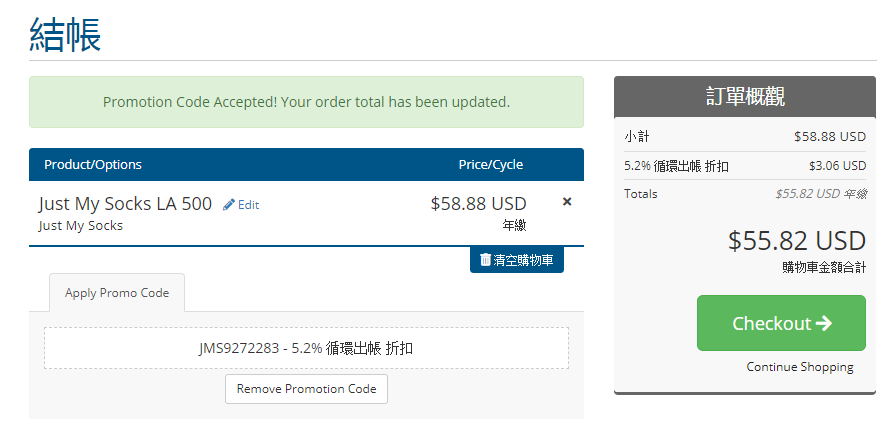 結帳
Promotion Code Accepted! Your order total has been updated.
Product/Options Price/Cycle
Just My Socks LA 500 Edit $58.88 USD ×
Just My Socks 年繳
清空購物車
Apply Promo Code
JMS9272283 - 5.2% 循環出帳 折扣
Remove Promotion Code
訂單概觀
小計 $58.88 USD
5.2% 循環出帳 折扣 $3.06 USD
Totals $55.82 USD 年繳
$55.82 USD
購物車金額合計
Checkout
Continue Shopping